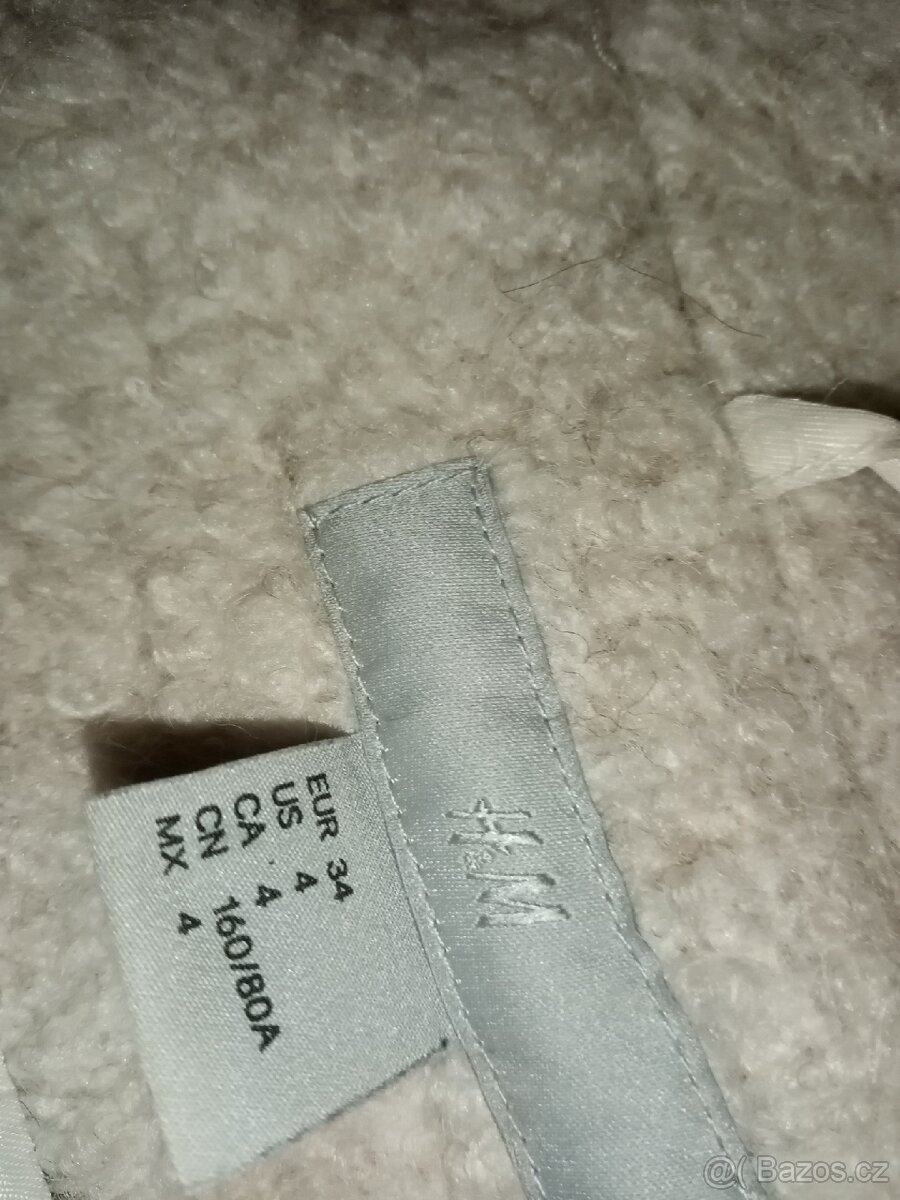 H&M
EUR 34
US 4
CA 4
CN 160/80A
MX 4
@( Bazos.cz